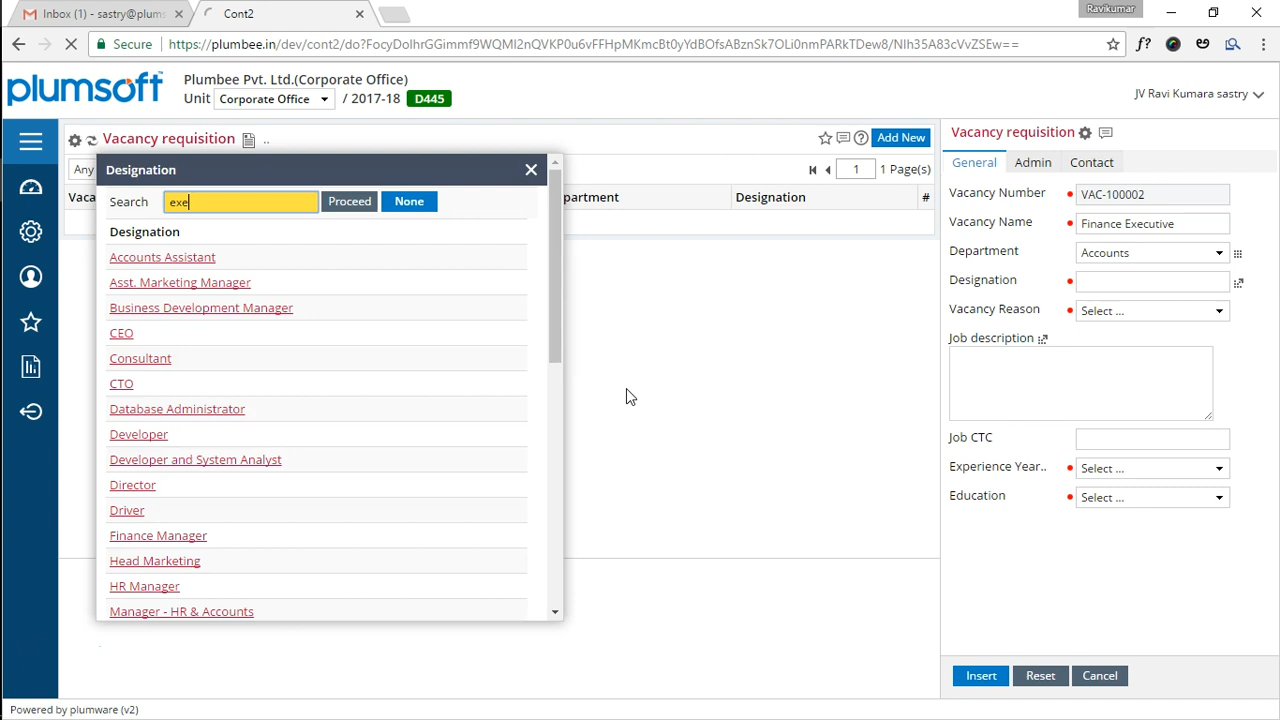 Inbox (1) - sastry@plums
Cont2
Ravikumar
Secure
https://plumbee.in/dev/cont2/do?FocyDolhrGGimmf9WQMI2nQVKP0u6vFFHpMKmcBt0yYdBOfsABznSk7OLi0nmPARkTDew8/NIh35A83cVvZSEw==
plumsoft
Plumbee Pvt. Ltd.(Corporate Office)
Unit Corporate Office / 2017-18 D445
JV Ravi Kumara sastry
Vacancy requisition ..
Add New
Any
1 Page(s)
Vaca
partment
Designation
#
Designation
Search exe Proceed None
Designation
Accounts Assistant
Asst. Marketing Manager
Business Development Manager
CEO
Consultant
CTO
Database Administrator
Developer
Developer and System Analyst
Director
Driver
Finance Manager
Head Marketing
HR Manager
Manager - HR & Accounts
Vacancy requisition
General Admin Contact
Vacancy Number VAC-100002
Vacancy Name Finance Executive
Department Accounts
Designation
Vacancy Reason Select ...
Job description
Job CTC
Experience Year.. Select ...
Education Select ...
Insert Reset Cancel
Powered by plumware (v2)